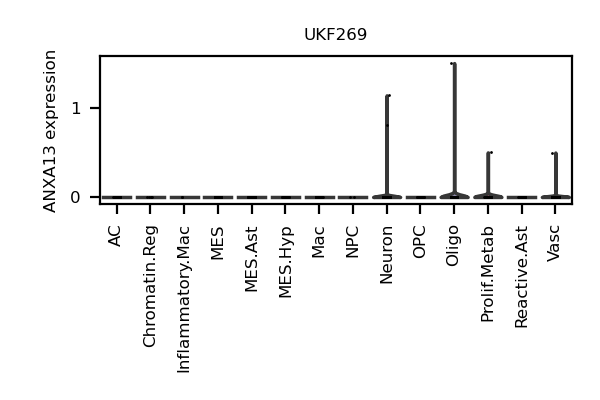 UKF269
ANXA13 expression
1
0
AC
Chromatin.Reg
Inflammatory.Mac
MES
MES.Ast
MES.Hyp
Mac
NPC
Neuron
OPC
Oligo
Prolif.Metab
Reactive.Ast
Vasc